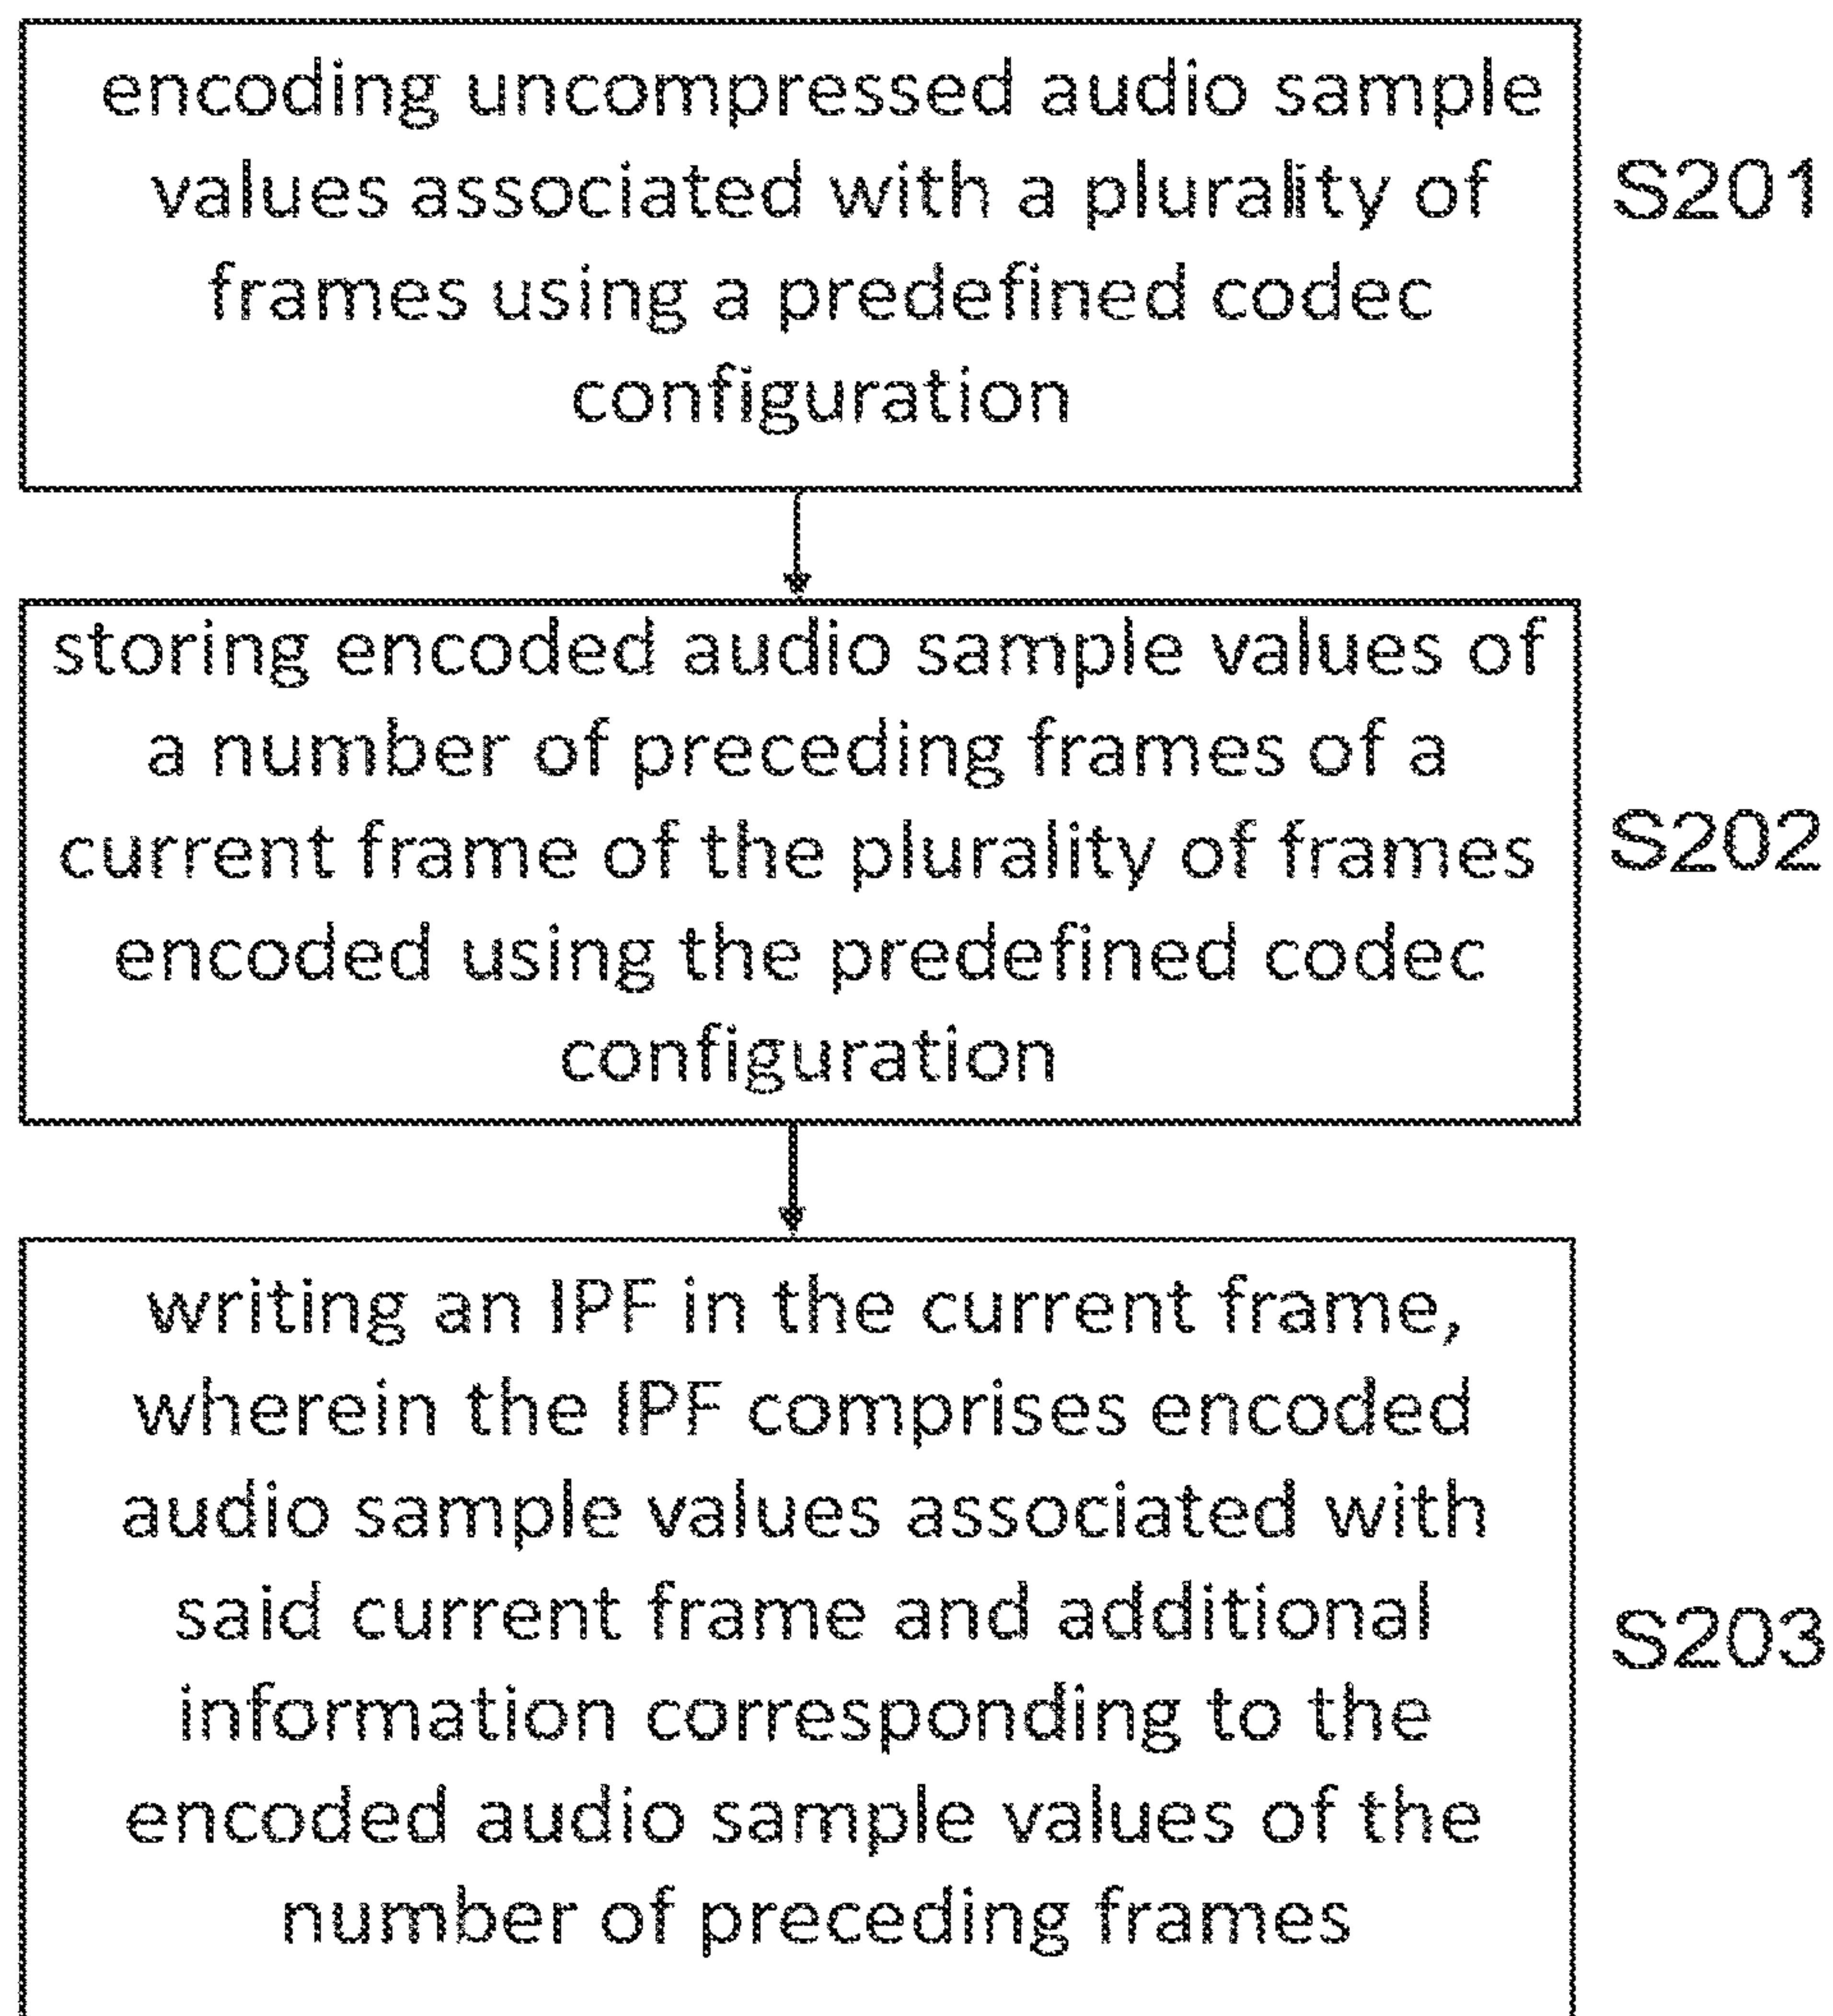 encoding uncompressed audio sample
values associated with a plurality of
frames using a predefined codec
configuration
S201
storing encoded audio sample values of
a number of preceding frames of a
current frame of the plurality of frames
encoded using the predefined codec
configuration
S202
writing an IPF in the current frame,
wherein the IPF comprises encoded
audio sample values associated with
said current frame and additional
information corresponding to the
encoded audio sample values of the
number of preceding frames
S203